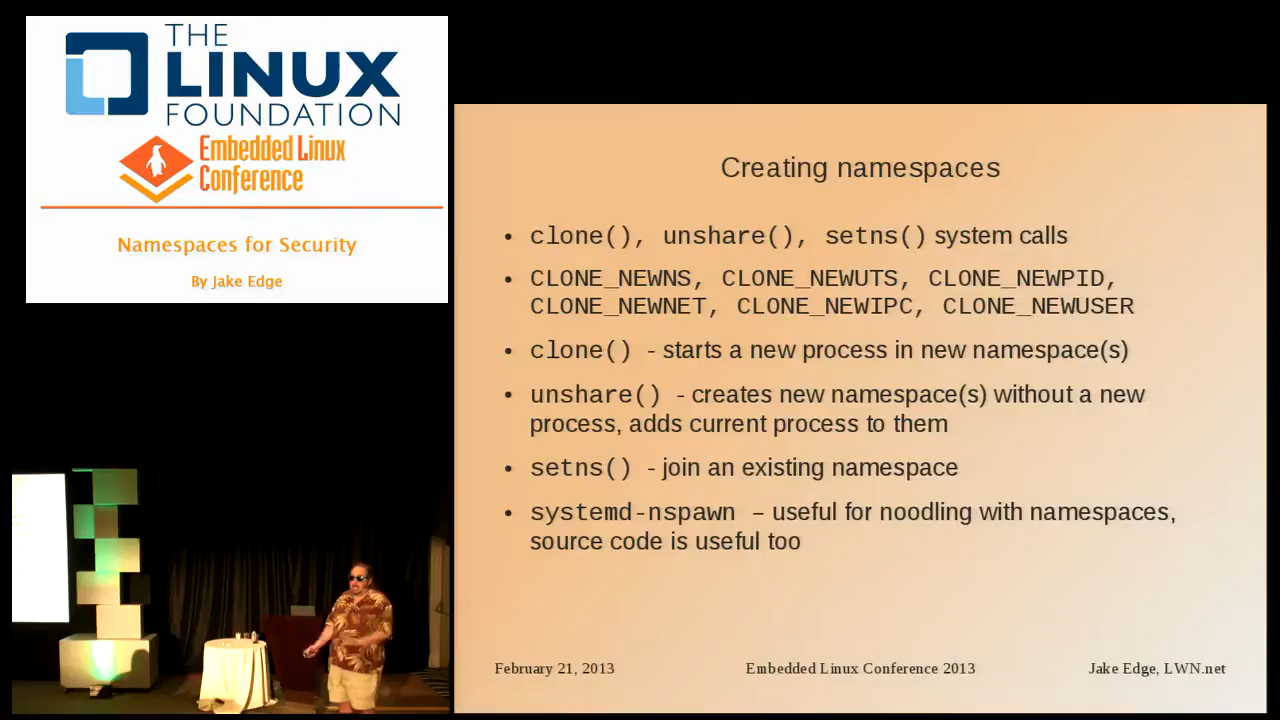 THE
LINUX
FOUNDATION
Embedded Linux
Conference
Namespaces for Security
By Jake Edge
Creating namespaces
• clone(), unshare(), setns() system calls
• CLONE_NEWNS, CLONE_NEWUTS, CLONE_NEWPID,
CLONE_NEWNET, CLONE_NEWIPC, CLONE_NEWUSER
• clone() - starts a new process in new namespace(s)
• unshare() - creates new namespace(s) without a new
process, adds current process to them
• setns() - join an existing namespace
• systemd-nspawn – useful for noodling with namespaces,
source code is useful too
February 21, 2013
Embedded Linux Conference 2013
Jake Edge, LWN.net